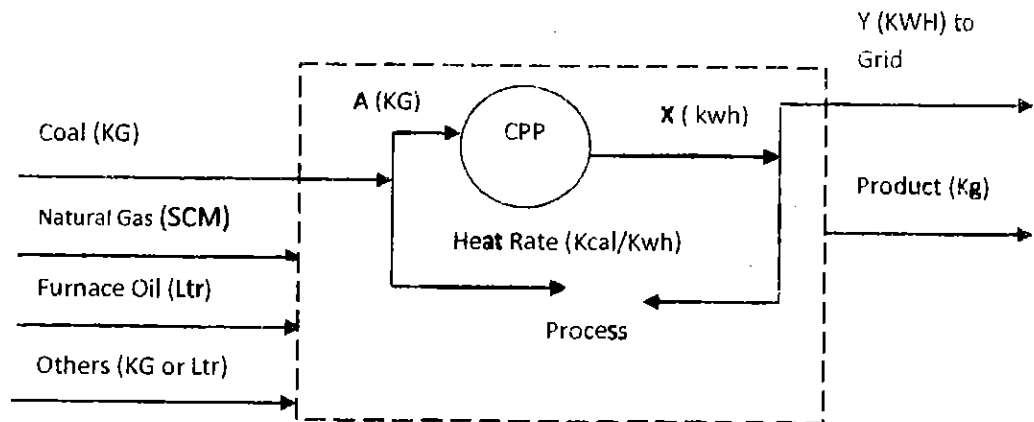 Y (KWH) to
Grid
A (KG)
CPP
X ( kwh)
Coal (KG)
Product (Kg)
Natural Gas (SCM)
Heat Rate (Kcal/Kwh)
Furnace Oil (Ltr)
Process
Others (KG or Ltr)